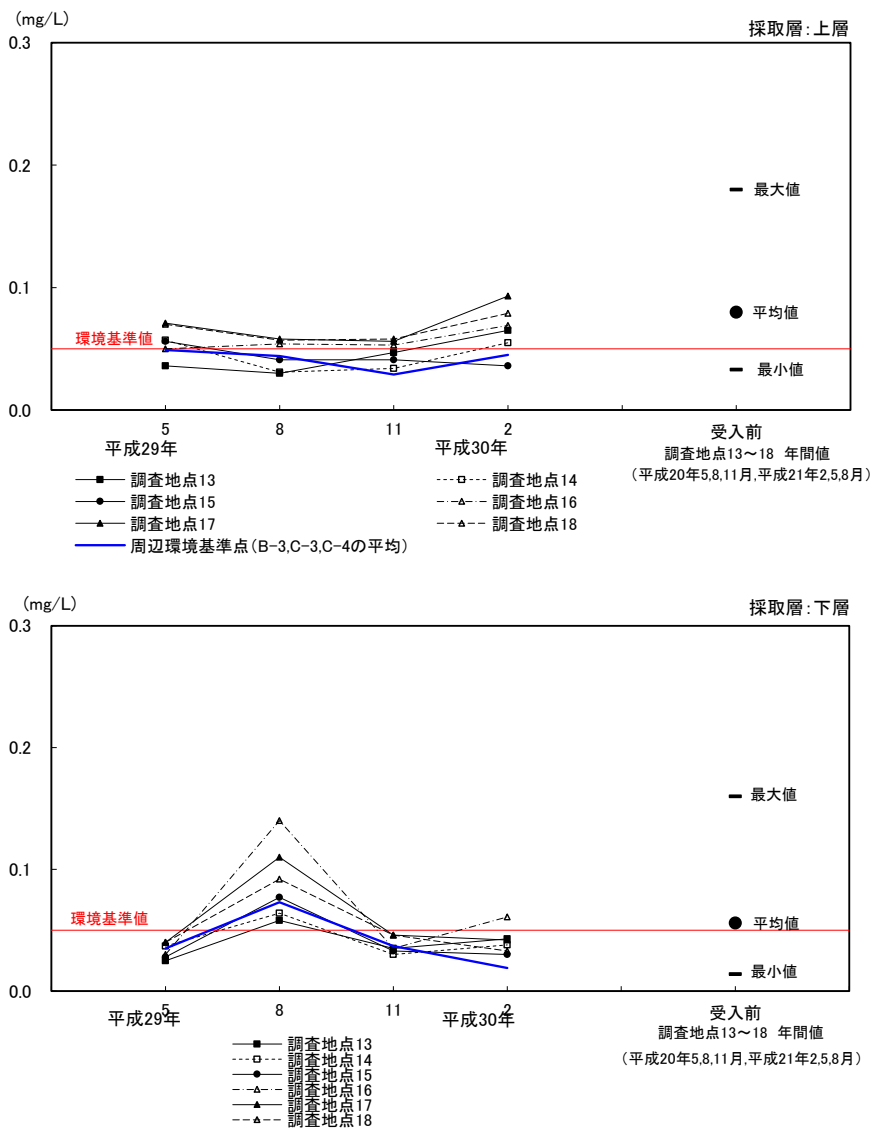 (mg/L)
採取層：上層
0.3
0.2
最大値
0.1
平均値
環境基準値
最小値
0.0
5 8 11 2 受入前
平成29年 平成30年 調査地点13～18 年間値
（平成20年5,8,11月,平成21年2,5,8月）
調査地点13 調査地点14
調査地点15 調査地点16
調査地点17 調査地点18
周辺環境基準点（B-3,C-3,C-4の平均）
(mg/L)
採取層：下層
0.3
0.2
最大値
0.1
環境基準値
平均値
最小値
0.0
5 8 11 2 受入前
平成29年 平成30年
調査地点13～18 年間値
（平成20年5,8,11月,平成21年2,5,8月）
調査地点13
調査地点14
調査地点15
調査地点16
調査地点17
調査地点18